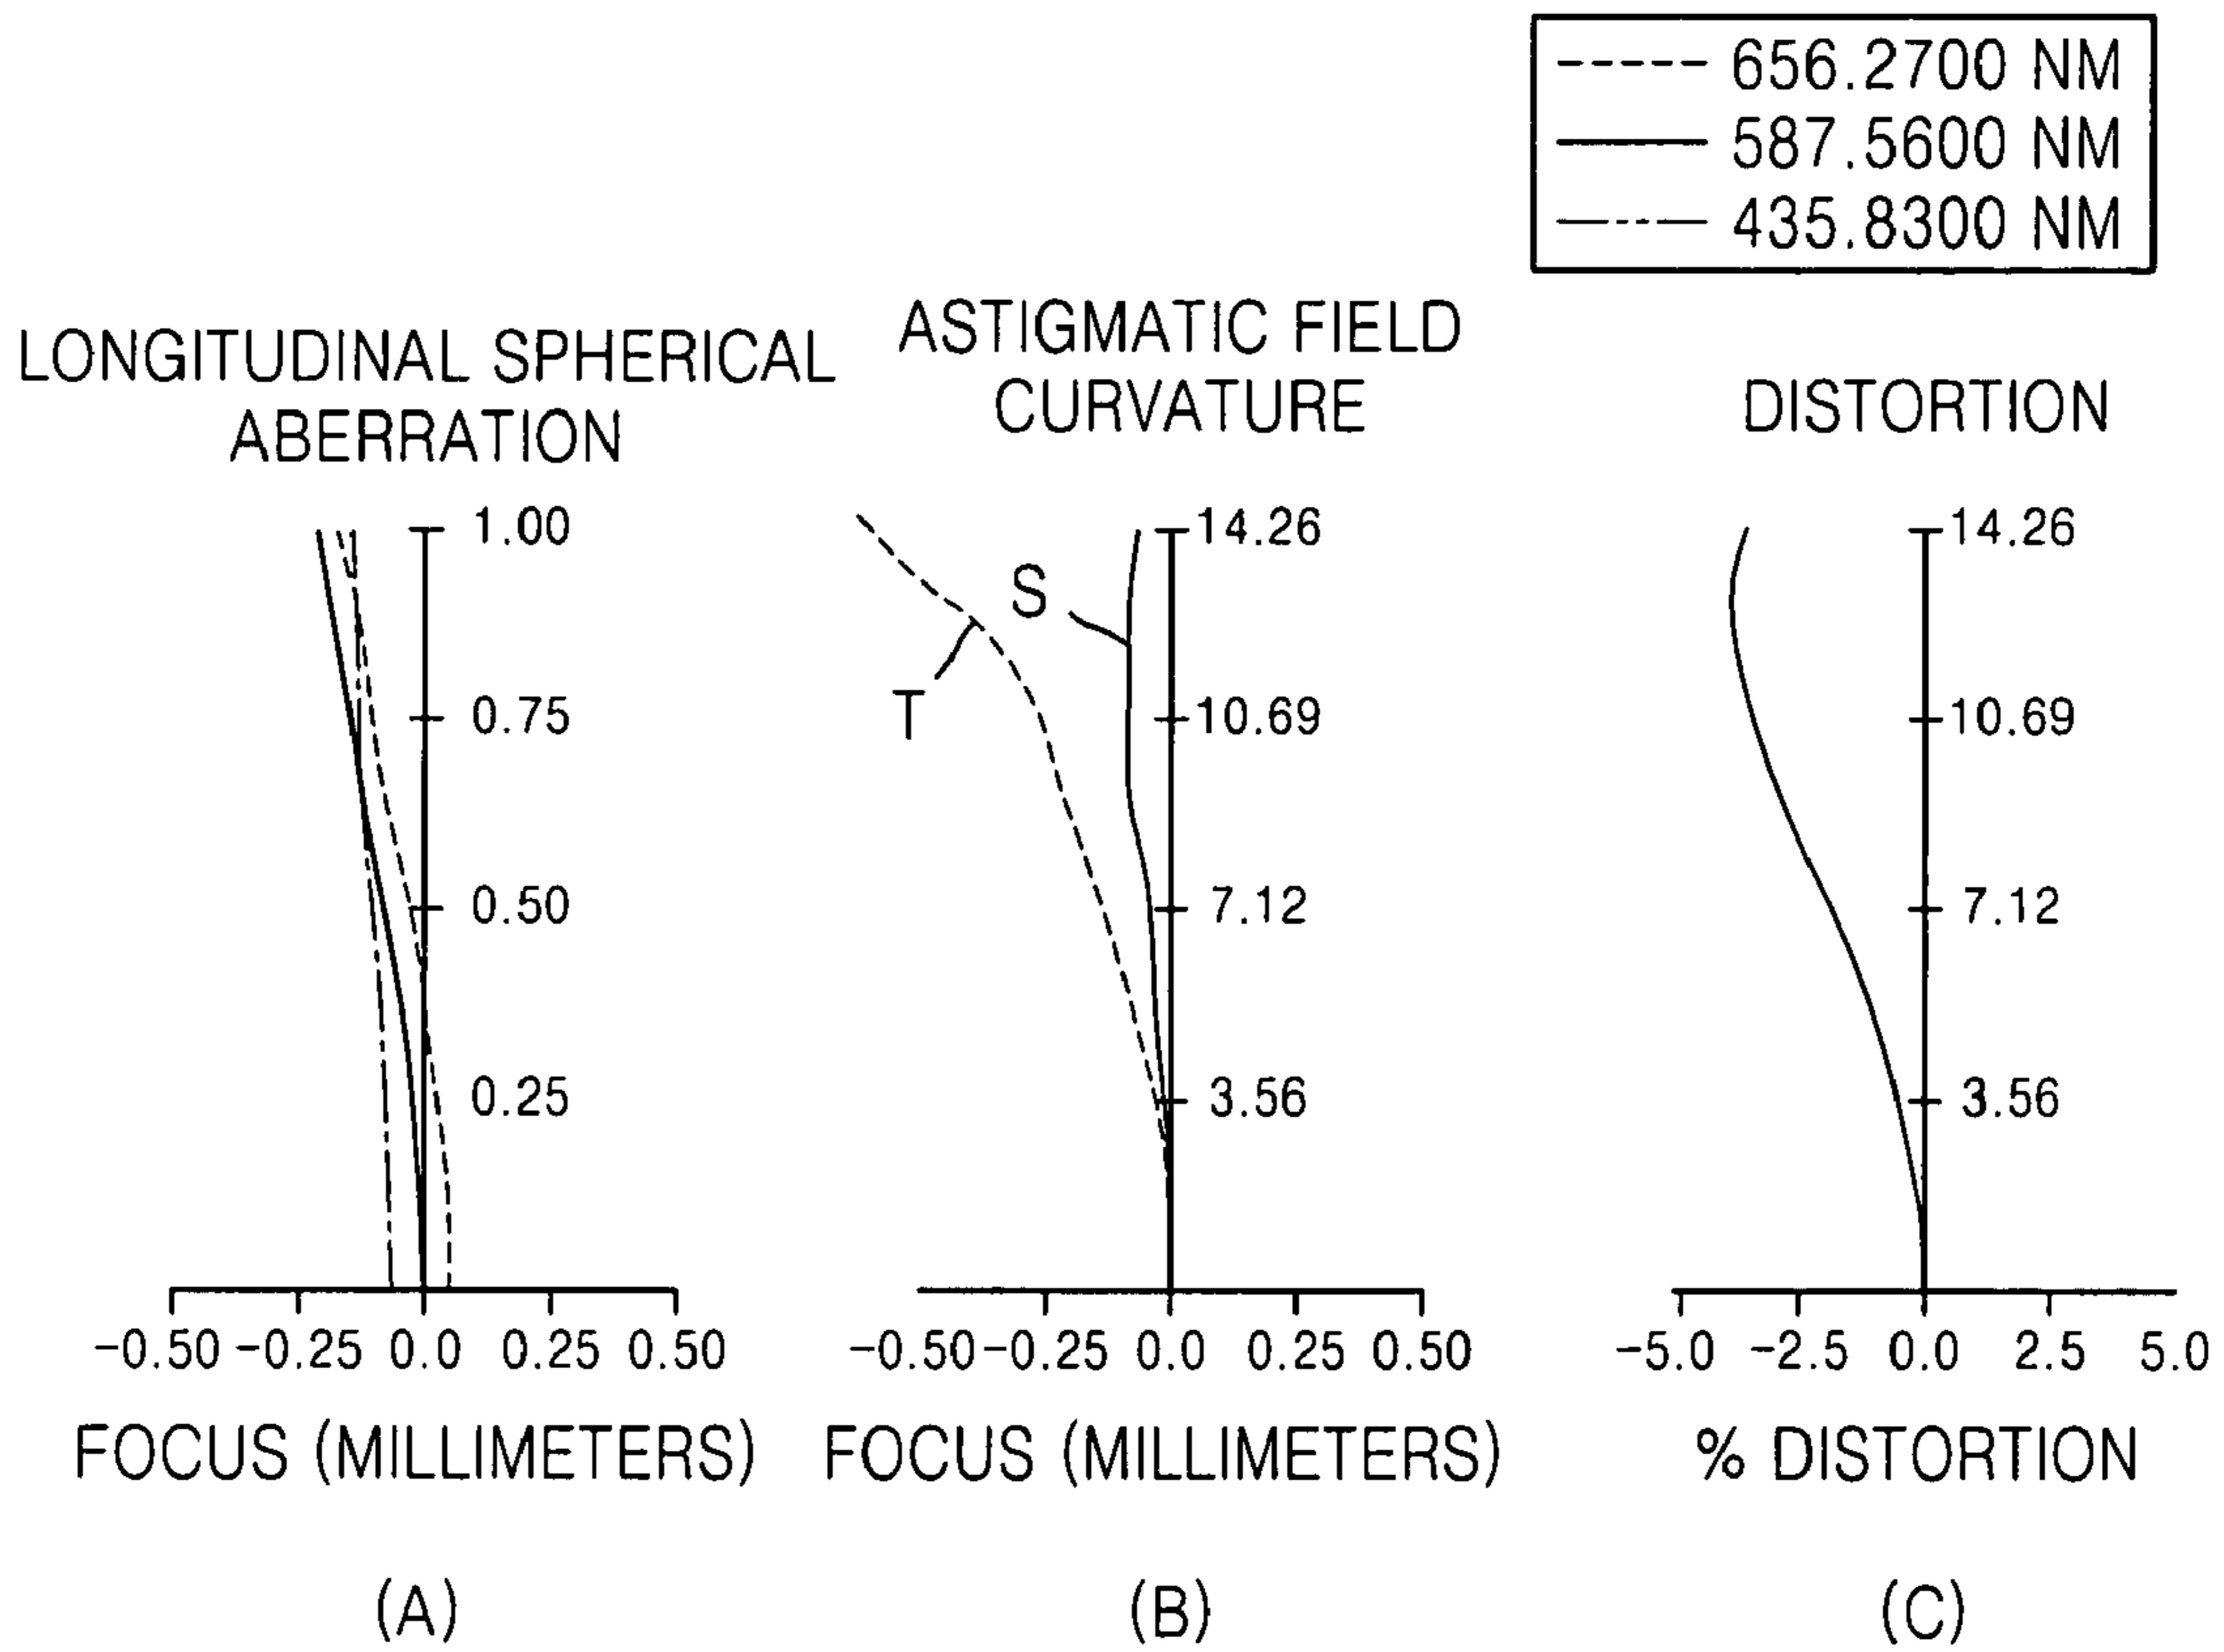 656.2700 NM
587.5600 NM
435.8300 NM
LONGITUDINAL SPHERICAL
ABERRATION
1.00
0.75
0.50
0.25
-0.50 -0.25 0.0 0.25 0.50
FOCUS (MILLIMETERS)
(A)
ASTIGMATIC FIELD
CURVATURE
S
T
14.26
10.69
7.12
3.56
-0.50 -0.25 0.0 0.25 0.50
FOCUS (MILLIMETERS)
(B)
DISTORTION
14.26
10.69
7.12
3.56
-5.0 -2.5 0.0 2.5 5.0
% DISTORTION
(C)